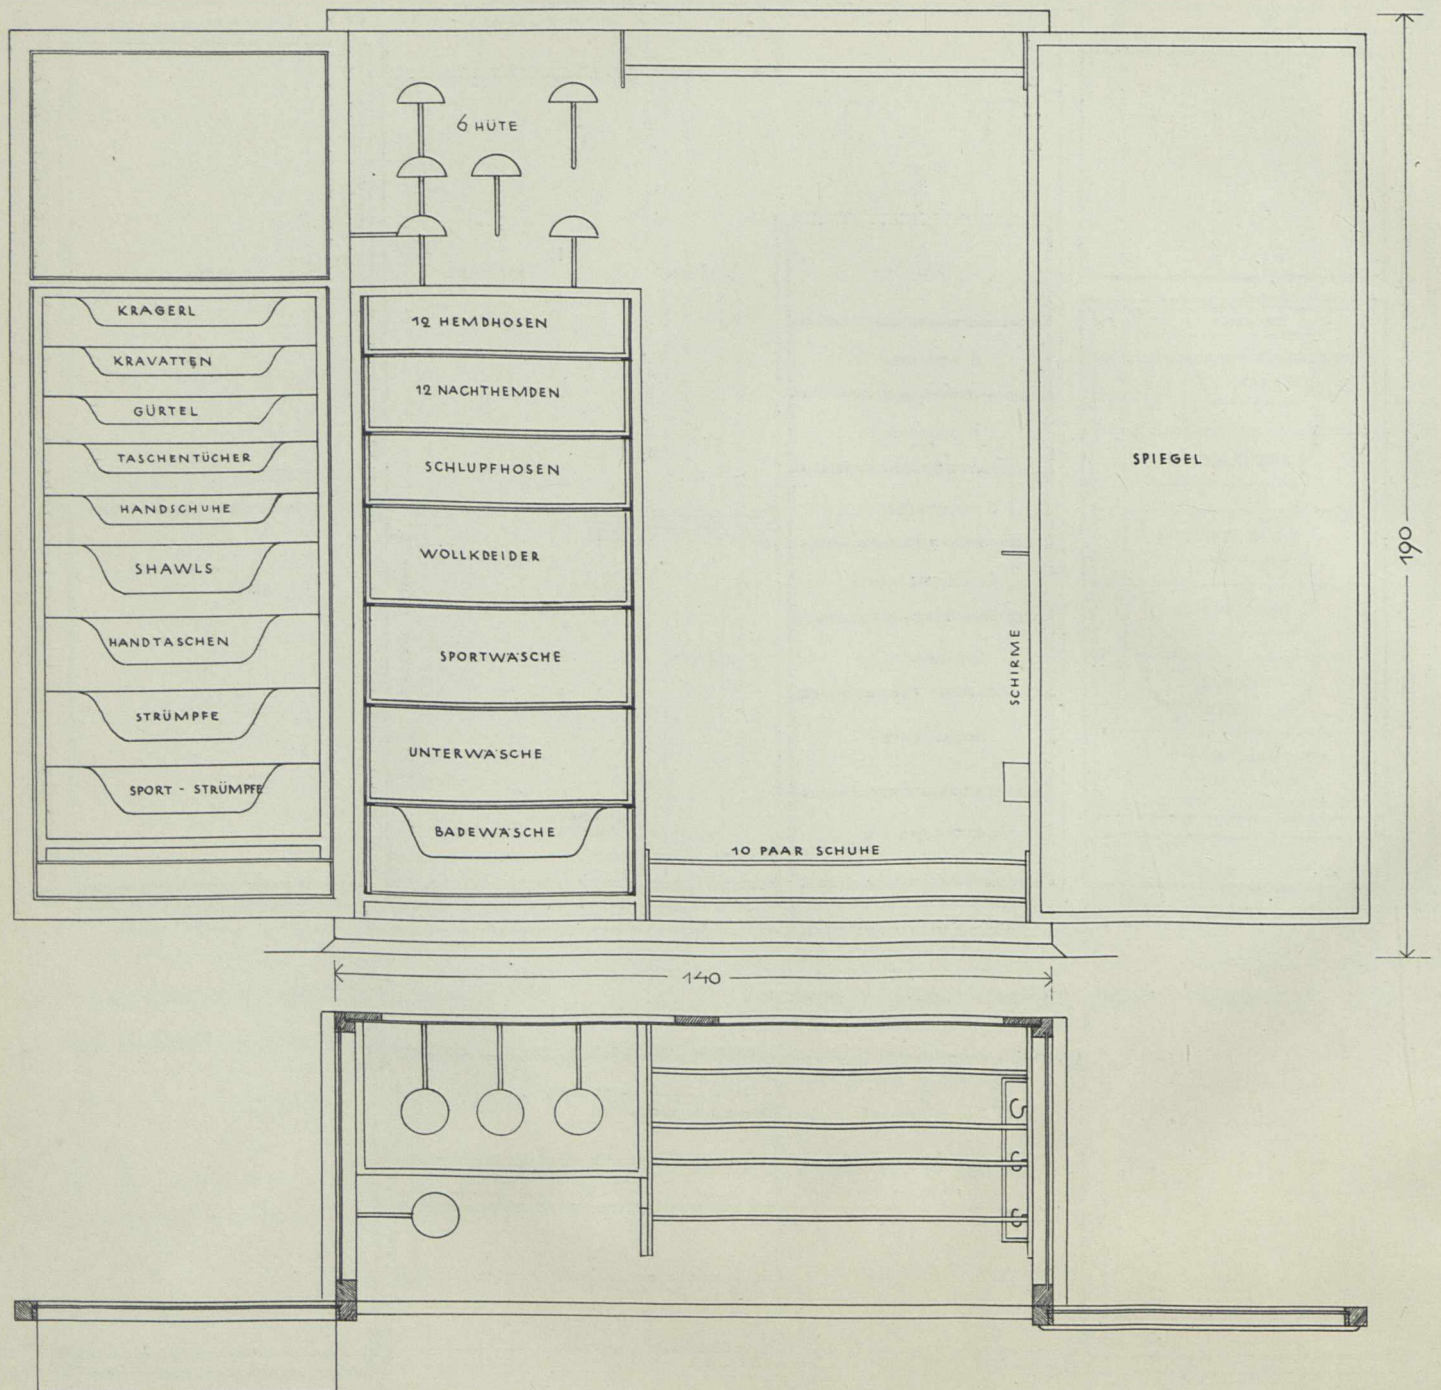 6 HÜTE
KRAGERL
KRAVATTEN
GÜRTEL
TASCHENTÜCHER
HANDSCHUHE
SHAWLS
HANDTASCHEN
STRÜMPFE
SPORT - STRÜMPFE
12 HEMDHOSEN
12 NACHTHEMDEN
SCHLUPFHOSEN
WOLLKDEIDER
SPORTWÄSCHE
UNTERWÄSCHE
BADEWÄSCHE
SCHIRME
10 PAAR SCHUHE
SPIEGEL
190
140